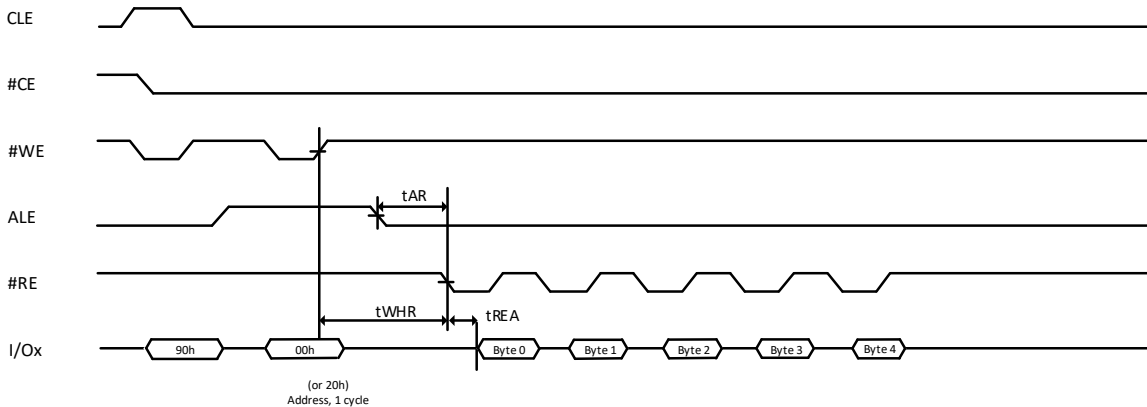 CLE
#CE
#WE
tAR
ALE
#RE
tWHR
tREA
I/Ox
90h
00h
Byte 0
Byte 1
Byte 2
Byte 3
Byte 4
(or 20h)
Address, 1 cycle